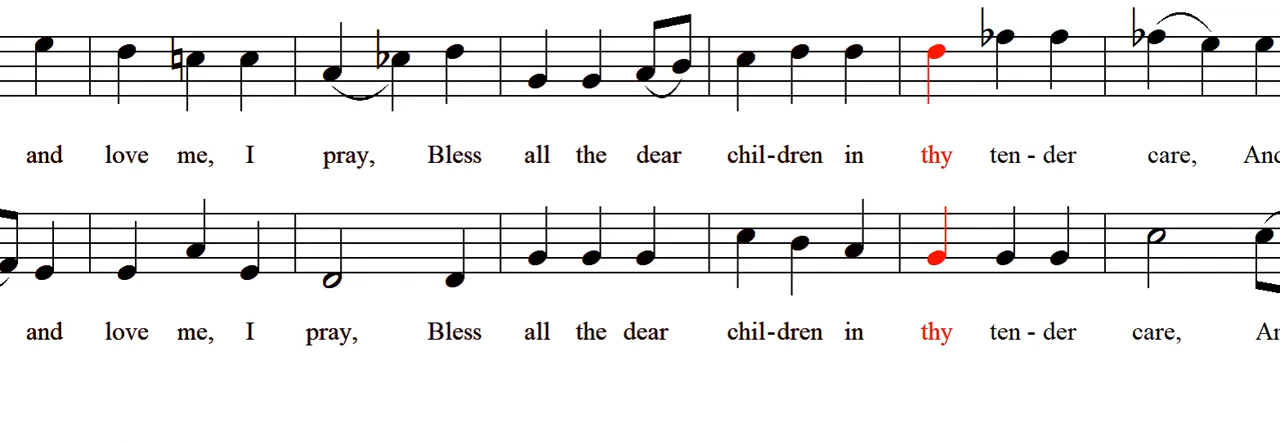 and love me, I pray, Bless all the dear chil-dren in thy ten - der care, And
and love me, I pray, Bless all the dear chil-dren in thy ten - der care,